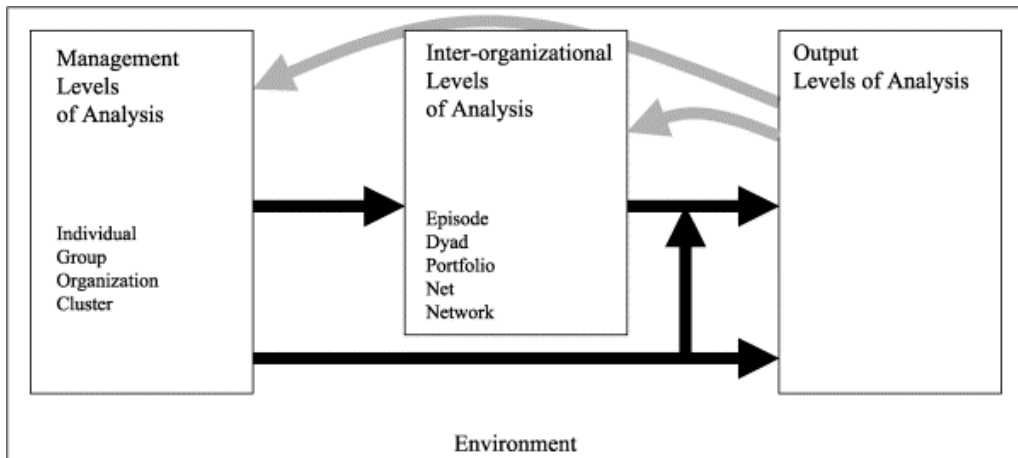 Management
Levels
of Analysis
Individual
Group
Organization
Cluster
Inter-organizational
Levels
of Analysis
Episode
Dyad
Portfolio
Net
Network
Output
Levels of Analysis
Environment